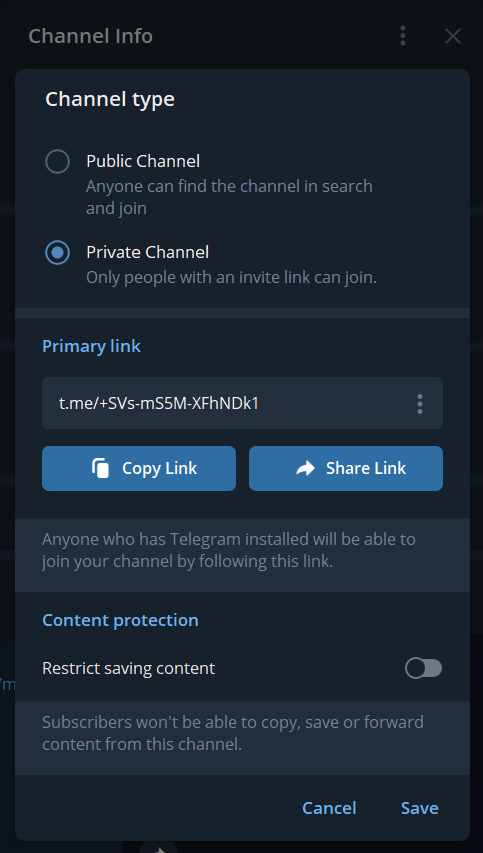 Channel Info
Channel type
Public Channel
Anyone can find the channel in search
and join
Private Channel
Only people with an invite link can join.
Primary link
t.me/+SVs-mS5M-XFhNDk1
Copy Link
Share Link
Anyone who has Telegram installed will be able to
join your channel by following this link.
Content protection
Restrict saving content
/m
Subscribers won't be able to copy, save or forward
content from this channel.
Cancel
Save